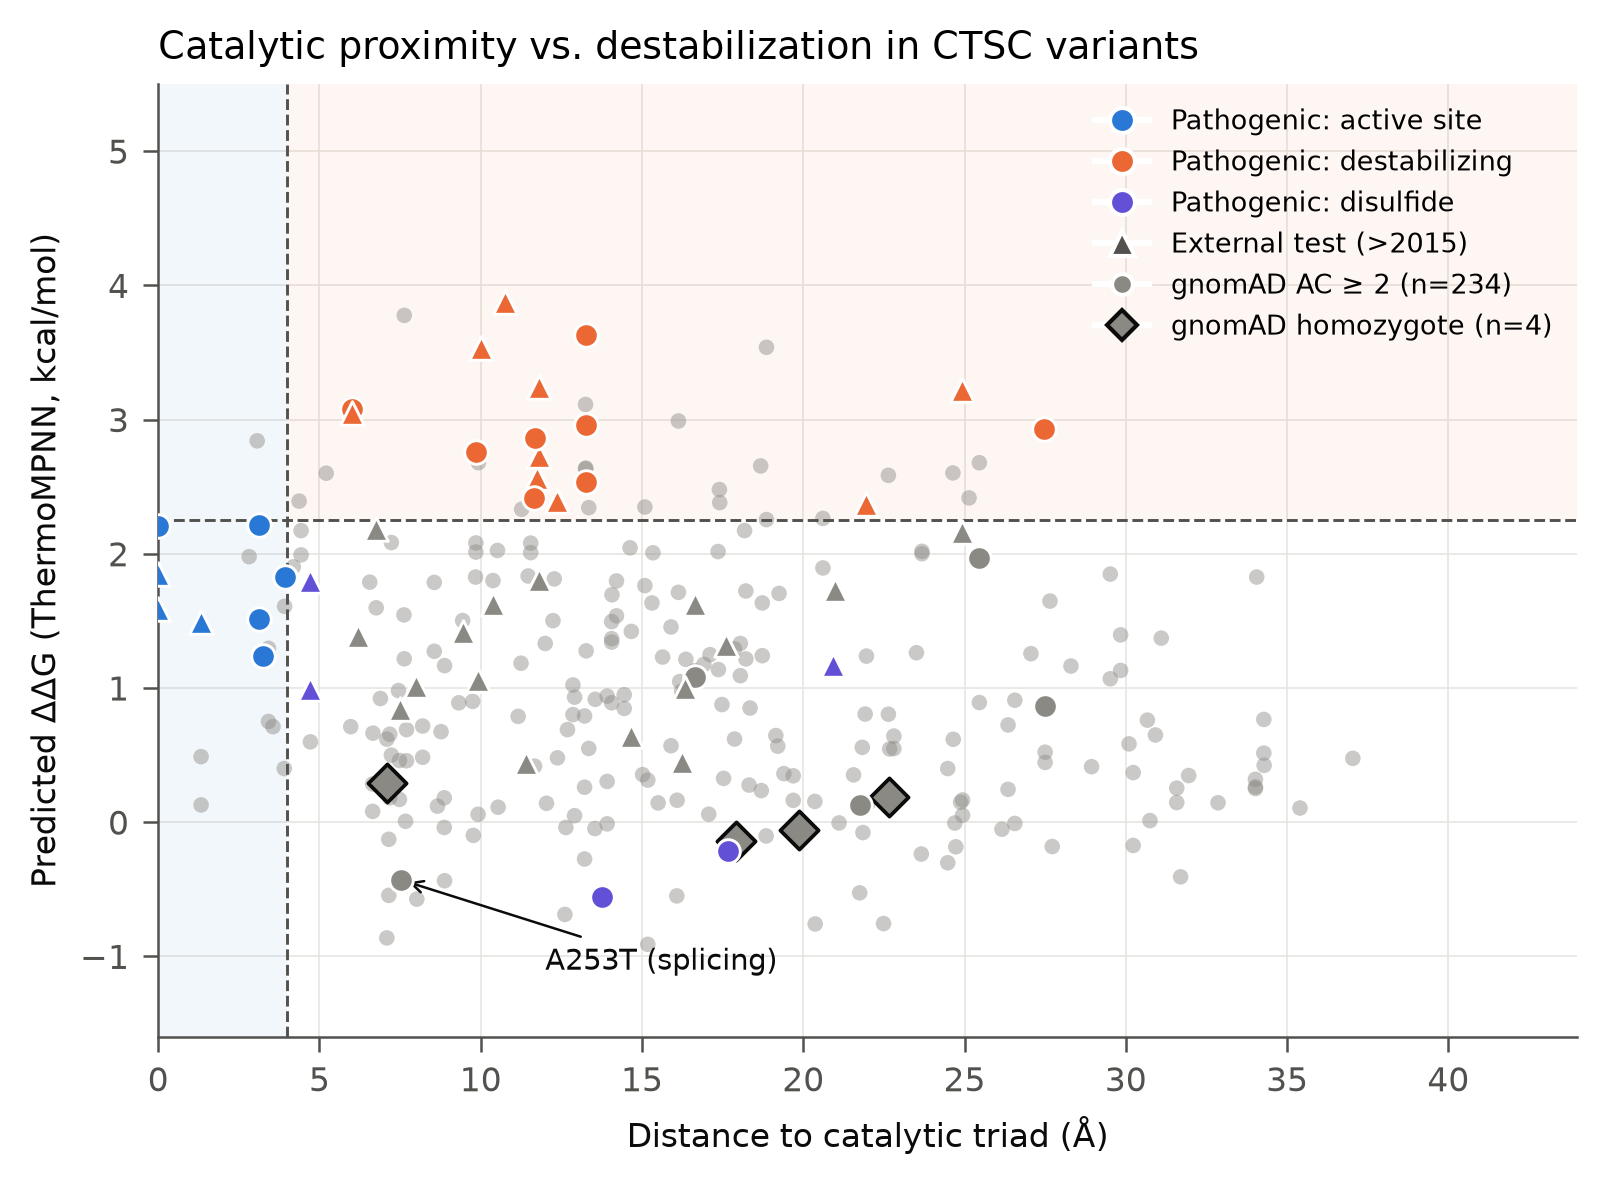 Catalytic proximity vs. destabilization in CTSC variants
Pathogenic: active site
Pathogenic: destabilizing
Pathogenic: disulfide
External test (>2015)
gnomAD AC ≥ 2 (n=234)
gnomAD homozygote (n=4)
Predicted ΔΔG (ThermoMPNN, kcal/mol)
5
4
3
2
1
0
−1
A253T (splicing)
0 5 10 15 20 25 30 35 40
Distance to catalytic triad (Å)